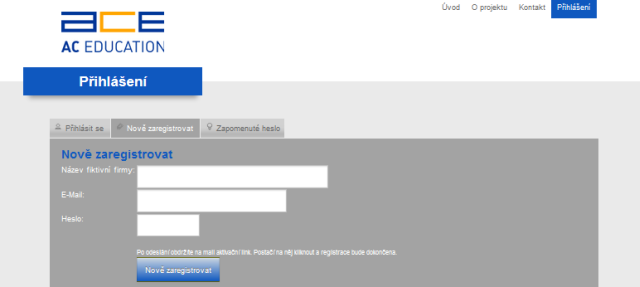 Úvod O projektu Kontakt Přihlášení
ace
AC EDUCATION
Přihlášení
Přihlásit se Nově zaregistrovat Zapomenuté heslo
Nově zaregistrovat
Název fiktivní firmy:
E-Mail:
Heslo:
Po odeslání obdržíte na mail aktivační link. Postačí na něj kliknout a registrace bude dokončena.
Nově zaregistrovat